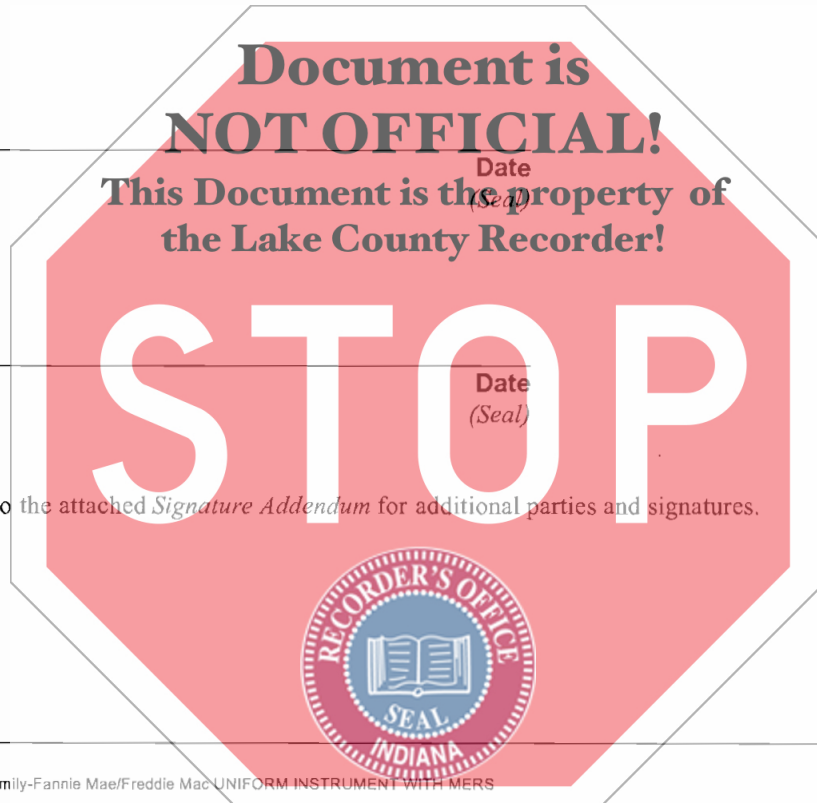 Document is
NOT OFFICIAL!
Date
This Document is the property of
(Seal)
the Lake County Recorder!
STOP
Date
(Seal)
the attached Signature Addendum for additional parties and signatures.
RECORDER'S OFFICE
SEAL
INDIANA
Fannie Mae/Freddie Mac UNIFORM INSTRUMENT WITH MERS